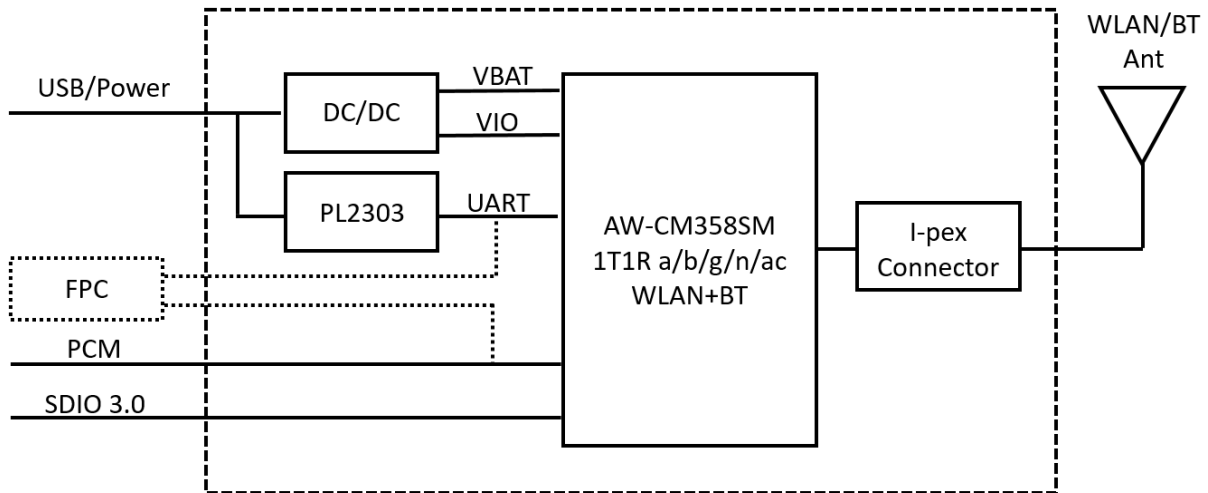 WLAN/BT
Ant
USB/Power
DC/DC
VBAT
VIO
PL2303
UART
AW-CM358SM
1T1R a/b/g/n/ac
WLAN+BT
I-pex
Connector
FPC
PCM
SDIO 3.0